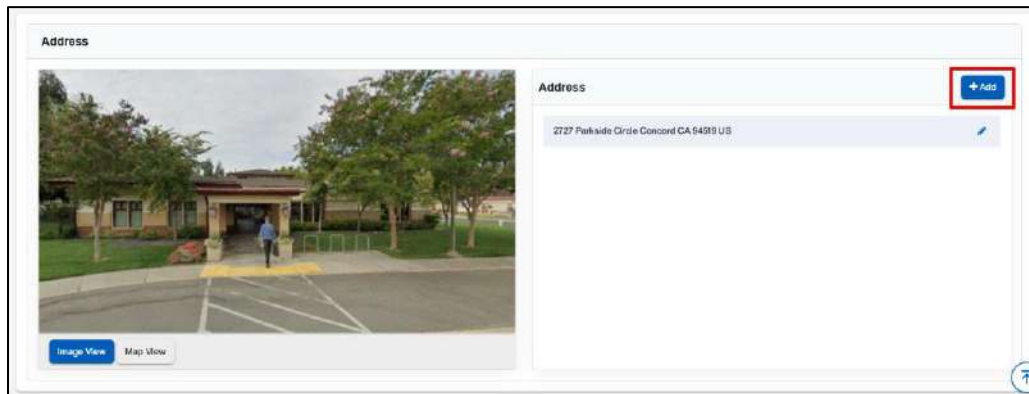 Address
Address
+ Add
2727 Parkside Circle Concord CA 94519 US
Image View
Map View